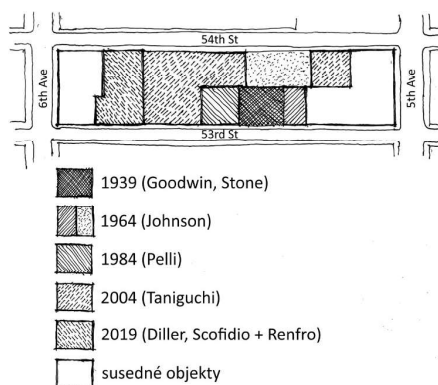 54th St
6th Ave
5th Ave
53rd St
1939 (Goodwin, Stone)
1964 (Johnson)
1984 (Pelli)
2004 (Taniguchi)
2019 (Diller, Scofidio + Renfro)
susedné objekty